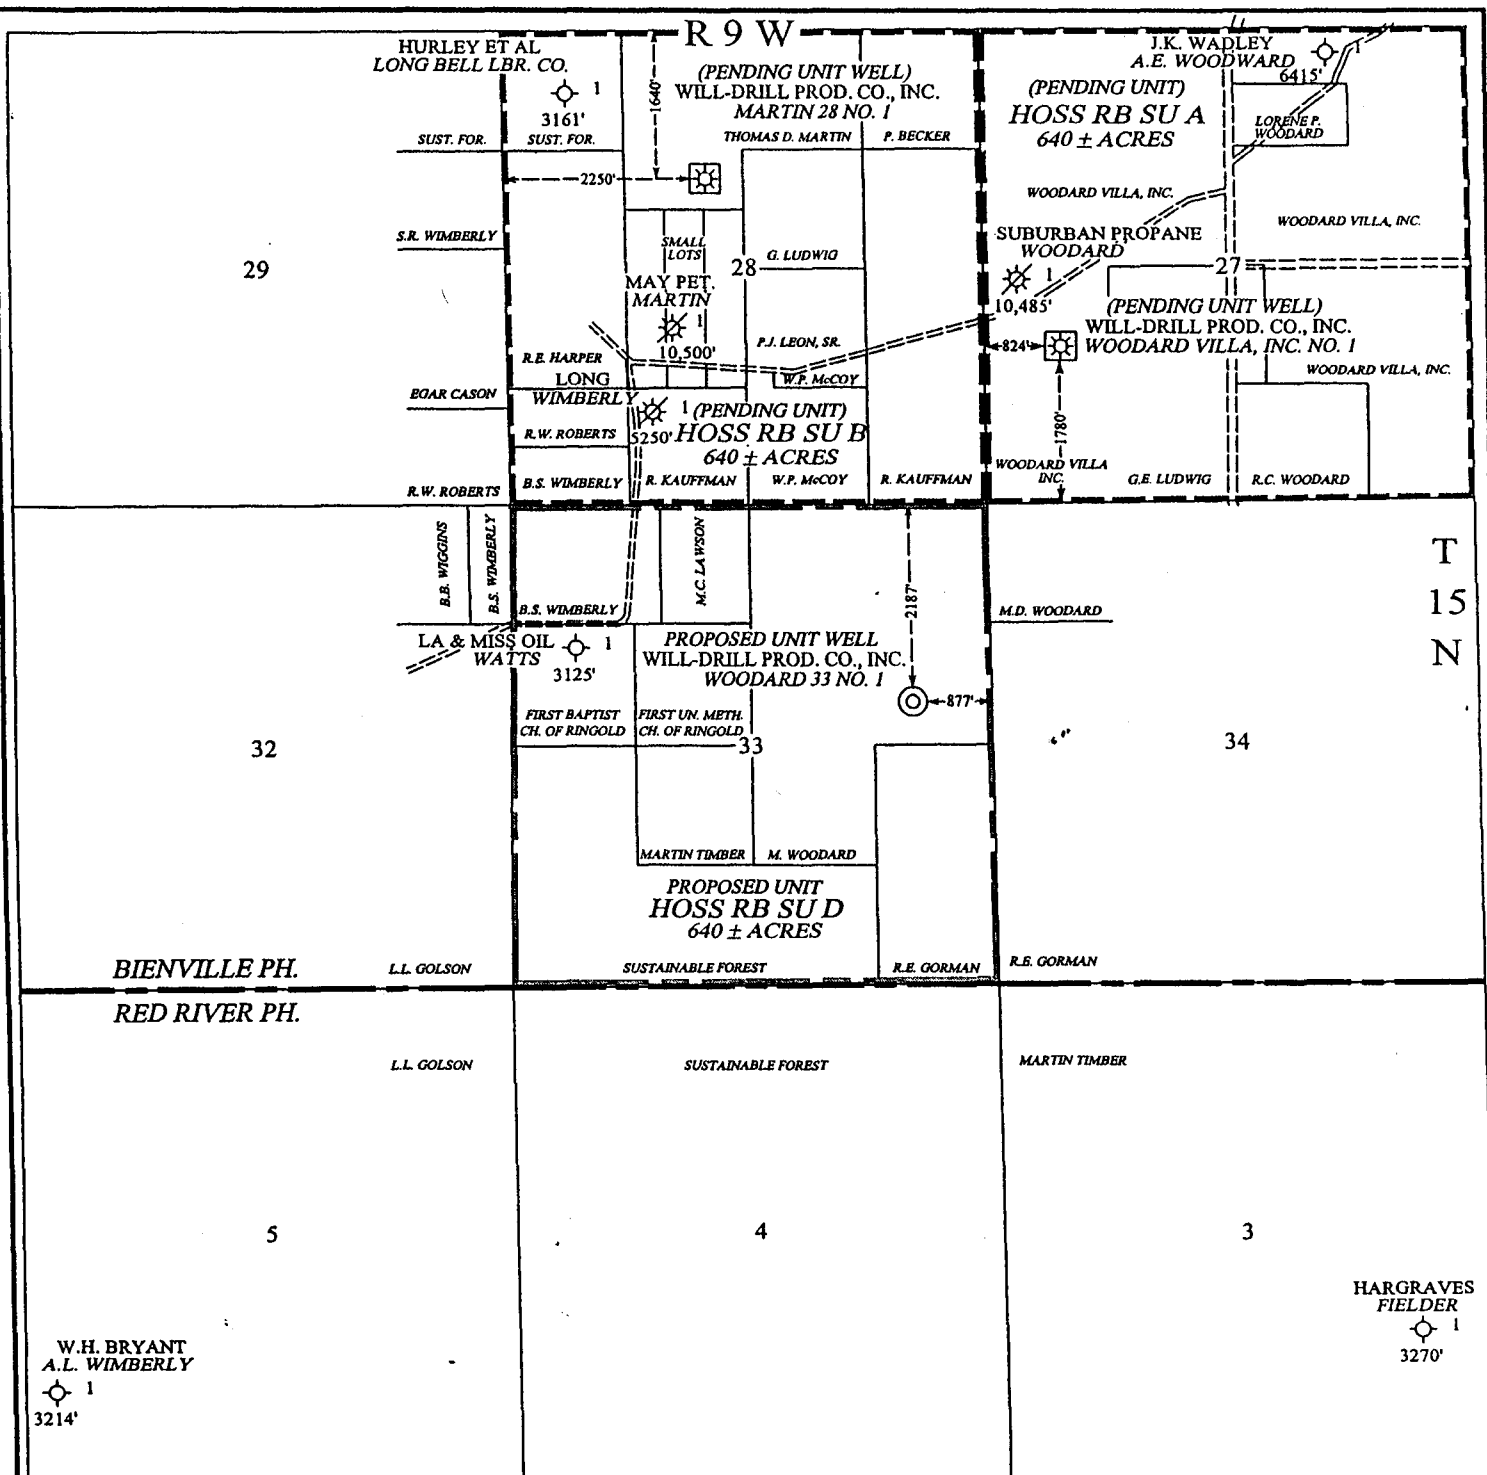 R 9 W
HURLEY ET AL
LONG BELL LBR. CO.
1
3161'
SUST. FOR.
SUST. FOR.
1640'
(PENDING UNIT WELL)
WILL-DRILL PROD. CO., INC.
MARTIN 28 NO. 1
THOMAS D. MARTIN
P. BECKER
2250'
J.K. WADLEY
A.E. WOODWARD
1
6415'
(PENDING UNIT)
HOSS RB SU A
640 ± ACRES
LORENE P.
WOODARD
WOODARD VILLA, INC.
WOODARD VILLA, INC.
S.R. WIMBERLY
29
SMALL
LOTS
28
G. LUDWIG
MAY PET.
MARTIN
1
10,500'
SUBURBAN PROPANE
WOODARD
1
10,485'
27
(PENDING UNIT WELL)
WILL-DRILL PROD. CO., INC.
WOODARD VILLA, INC. NO. 1
824'
1780'
WOODARD VILLA, INC.
P.J. LEON, SR.
R.E. HARPER
W.P. McCOY
LONG
WIMBERLY
1
5250'
EGAR CASON
(PENDING UNIT)
HOSS RB SU B
640 ± ACRES
R.W. ROBERTS
B.S. WIMBERLY
R. KAUFFMAN
W.P. McCOY
R. KAUFFMAN
WOODARD VILLA
INC.
G.E. LUDWIG
R.C. WOODARD
R.W. ROBERTS
B.B. WIGGINS
B.S. WIMBERLY
M.C. LAWSON
2187'
T
15
N
B.S. WIMBERLY
M.D. WOODARD
LA & MISS OIL
WATTS
1
3125'
PROPOSED UNIT WELL
WILL-DRILL PROD. CO., INC.
WOODARD 33 NO. 1
877'
FIRST BAPTIST
CH. OF RINGOLD
FIRST UN. METH.
CH. OF RINGOLD
32
33
34
MARTIN TIMBER
M. WOODARD
PROPOSED UNIT
HOSS RB SU D
640 ± ACRES
BIENVILLE PH.
L.L. GOLSON
SUSTAINABLE FOREST
R.E. GORMAN
R.E. GORMAN
RED RIVER PH.
L.L. GOLSON
SUSTAINABLE FOREST
MARTIN TIMBER
5
4
3
HARGRAVES
FIELDER
1
3270'
W.H. BRYANT
A.L. WIMBERLY
1
3214'